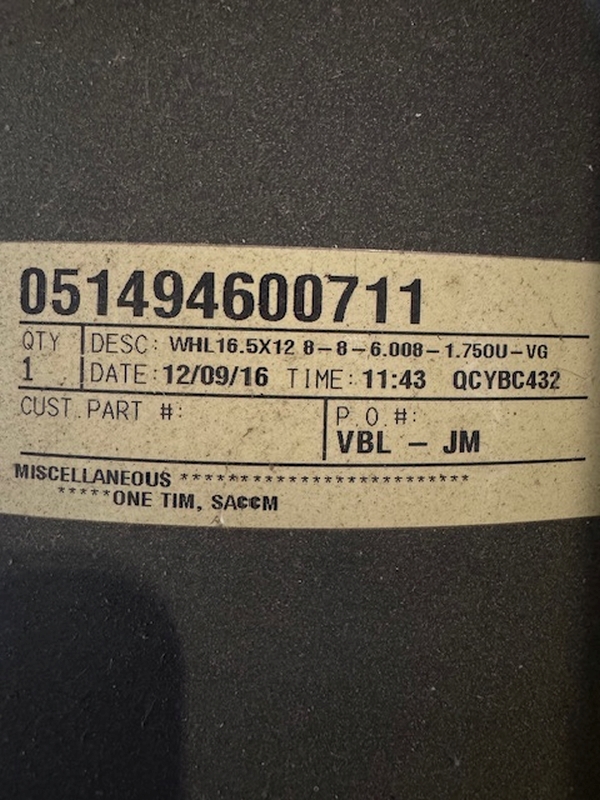 051494600711
QTY DESC: WHL16.5X12 8-8-6.008-1.750U-VG
1 DATE: 12/09/16 TIME: 11:43 QCYBC432
CUST.PART #: P.O.#:
VBL - JM
MISCELLANEOUS ************************
*****ONE TIM, SA¢¢M